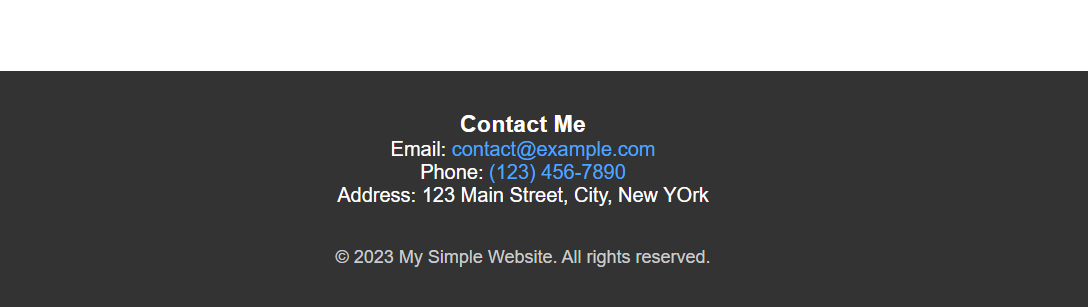 Contact Me
Email: contact@example.com
Phone: (123) 456-7890
Address: 123 Main Street, City, New YOrk
© 2023 My Simple Website. All rights reserved.